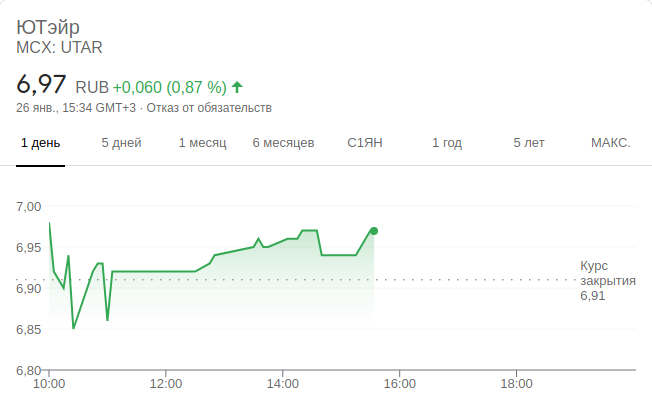 ЮТэйр
MCX: UTAR
6,97 RUB +0,060 (0,87 %)
26 янв., 15:34 GMT+3 · Отказ от обязательств
1 день 5 дней 1 месяц 6 месяцев С1ЯН 1 год 5 лет МАКС.
7,00
6,95
6,90
6,85
6,80
Курс
закрытия
6,91
10:00 12:00 14:00 16:00 18:00